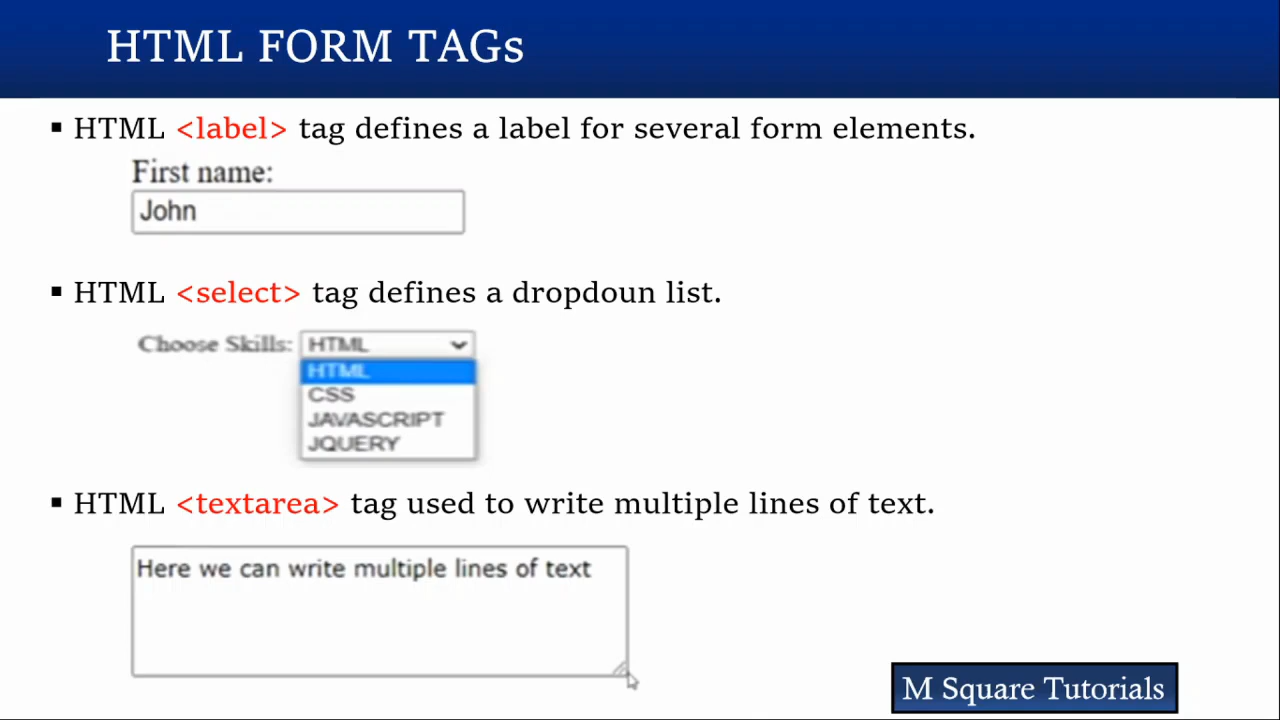 HTML FORM TAGs
▪ HTML <label> tag defines a label for several form elements.
First name:
John
▪ HTML <select> tag defines a dropdoun list.
Choose Skills: HTML
HTML
CSS
JAVASCRIPT
JQUERY
▪ HTML <textarea> tag used to write multiple lines of text.
Here we can write multiple lines of text
M Square Tutorials